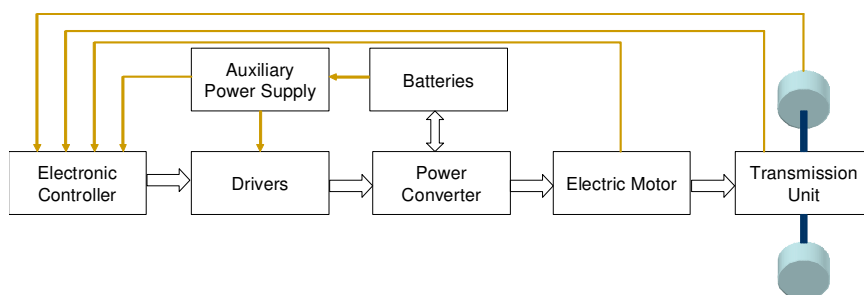 Auxiliary
Power Supply
Batteries
Electronic
Controller
Drivers
Power
Converter
Electric Motor
Transmission
Unit